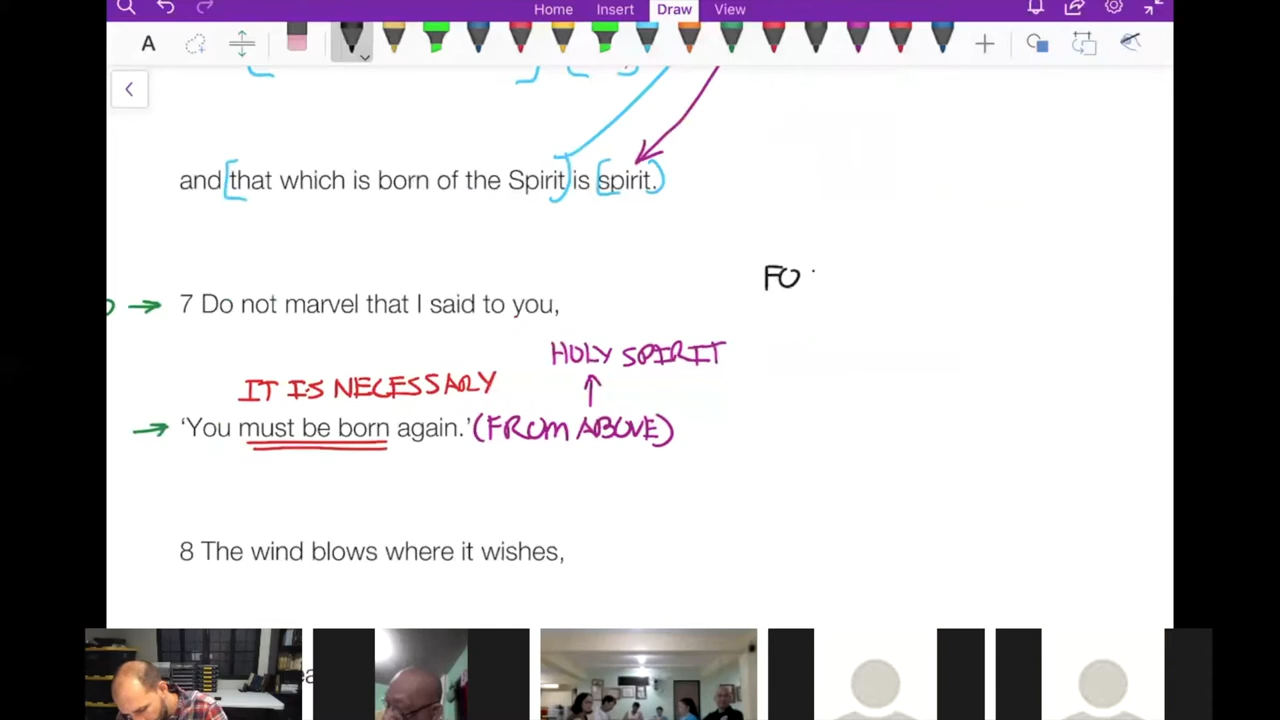 Home Insert Draw View
A
and [that which is born of the Spirit] is [spirit.)
FO
7 Do not marvel that I said to you,
HOLY SPIRIT
IT IS NECESSARY
'You must be born again.' (FROM ABOVE)
8 The wind blows where it wishes,